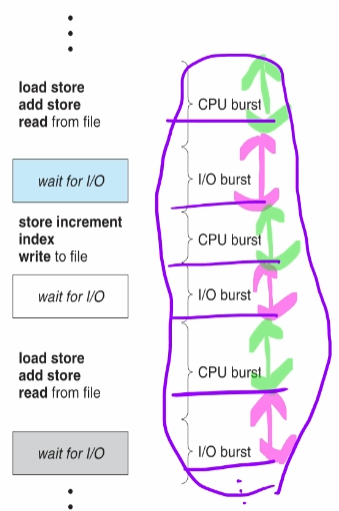 load store
add store
read from file
CPU burst
wait for I/O
I/O burst
store increment
index
write to file
CPU burst
wait for I/O
I/O burst
load store
add store
read from file
CPU burst
wait for I/O
I/O burst